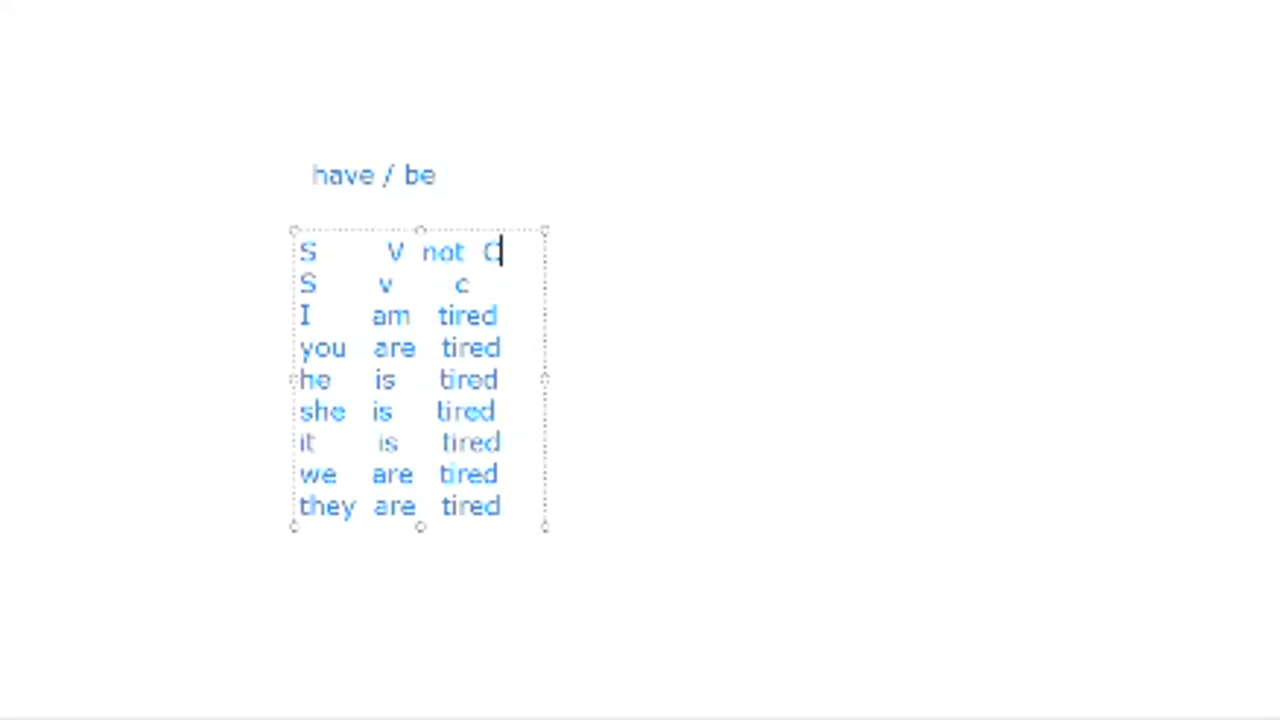 have / be
S V not C
S v c
I am tired
you are tired
he is tired
she is tired
it is tired
we are tired
they are tired